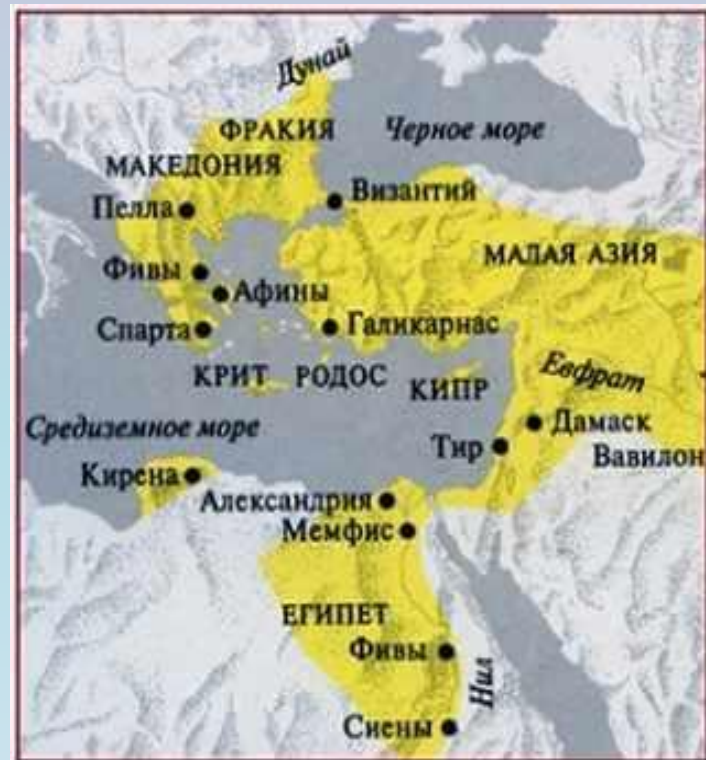 Дунай
ФРАКИЯ
Черное море
МАКЕДОНИЯ
Византий
Пелла
МАЛАЯ АЗИЯ
Фивы
Афины
Спарта
Галикарнас
КРИТ
РОДОС
КИПР
Евфрат
Средиземное море
Дамаск
Тир
Вавилон
Кирена
Александрия
Мемфис
ЕГИПЕТ
Фивы
Нил
Сиены